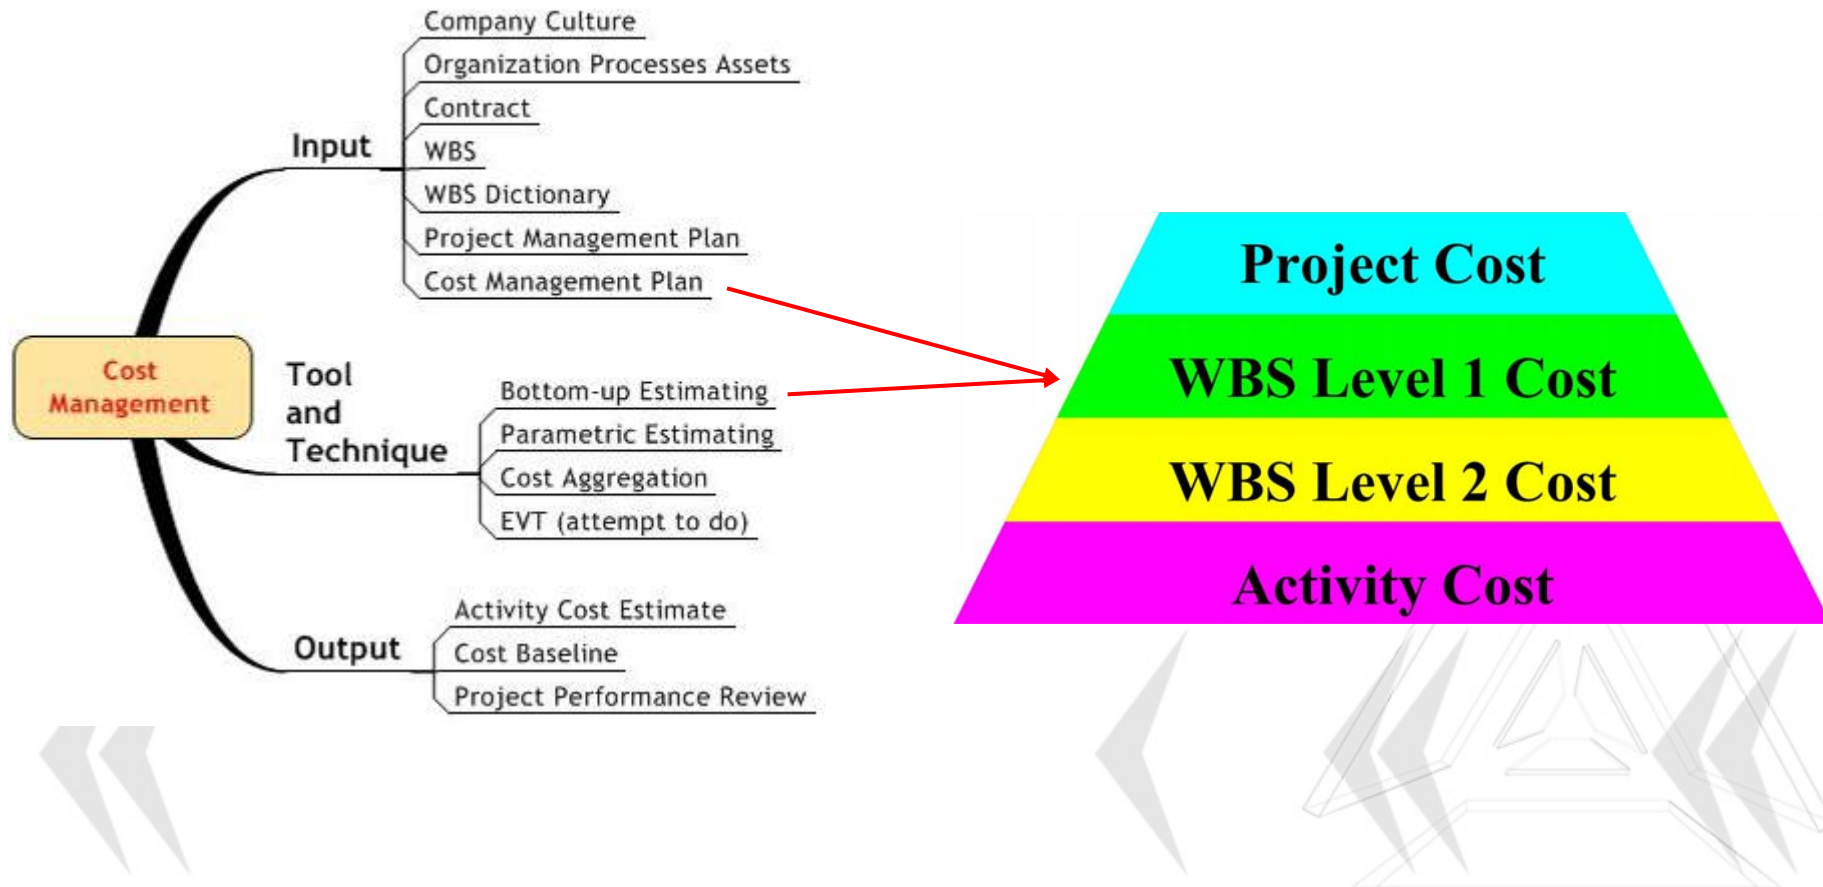 Company Culture
Organization Processes Assets
Contract
Input
WBS
WBS Dictionary
Project Management Plan
Cost Management Plan
Cost
Management
Tool
and
Technique
Bottom-up Estimating
Parametric Estimating
Cost Aggregation
EVT (attempt to do)
Output
Activity Cost Estimate
Cost Baseline
Project Performance Review
Project Cost
WBS Level 1 Cost
WBS Level 2 Cost
Activity Cost